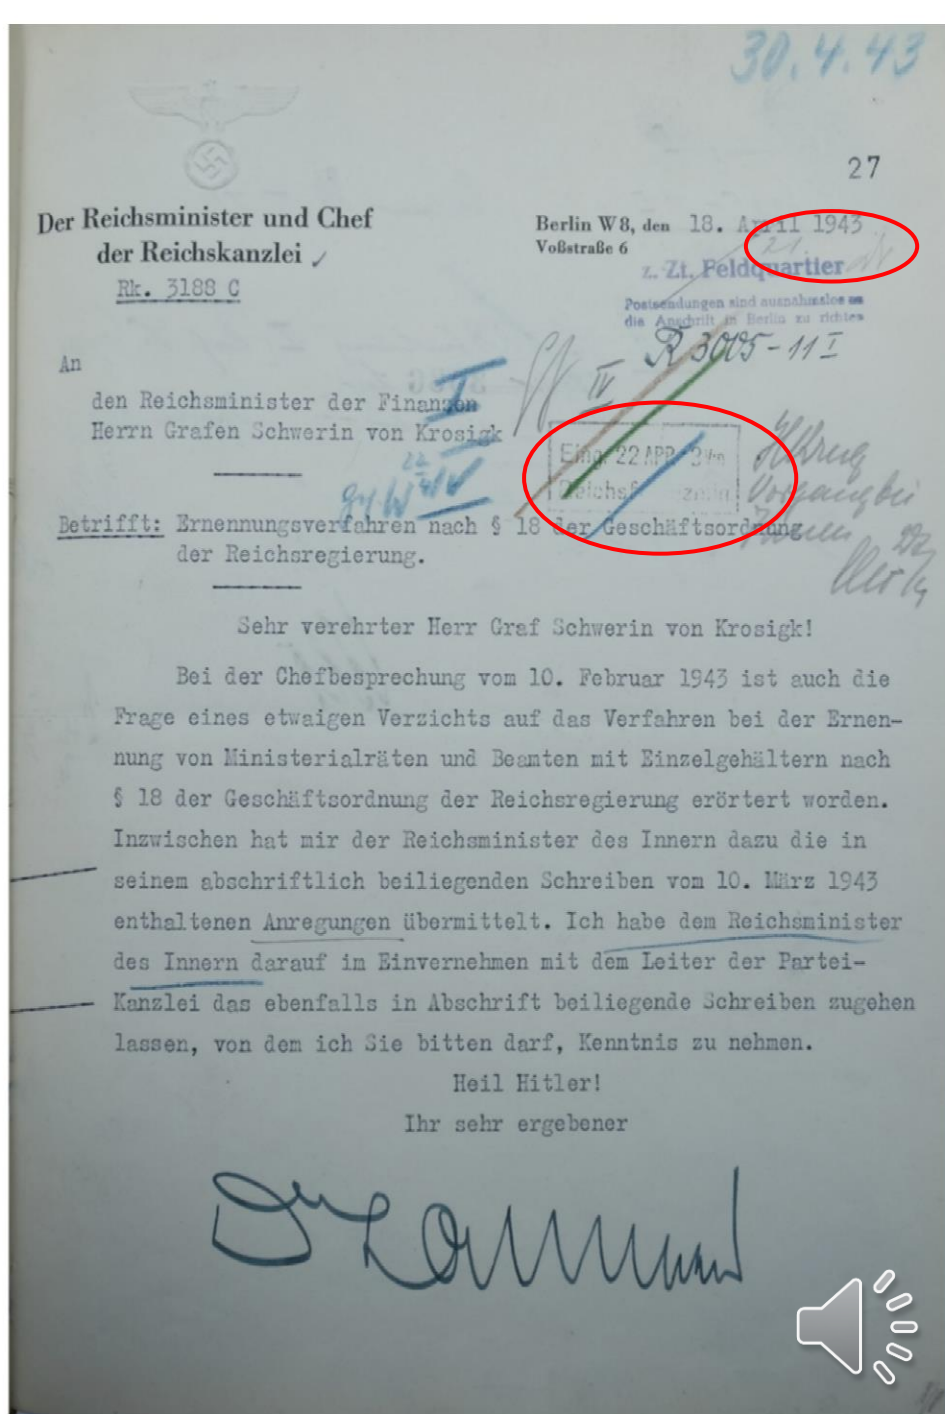 30.4.43
27
Der Reichsminister und Chef
der Reichskanzlei
Rk. 3188 C
Berlin W 8, den 18. April 1943
Voßstraße 6
21.
z. Zt. Feldquartier
Postsendungen sind ausnahmslos an
die Anschrift in Berlin zu richten
R 3005-11 I
IV
An
den Reichsminister der Finanzen
Herrn Grafen Schwerin von Krosigk
I
Eing. 22 APR
22
Vorgang bei
Betrifft: Ernennungsverfahren nach § 18 der Geschäftsordnung
der Reichsregierung.
Sehr verehrter Herr Graf Schwerin von Krosigk!
Bei der Chefbesprechung vom 10. Februar 1943 ist auch die
Frage eines etwaigen Verzichts auf das Verfahren bei der Ernen-
nung von Ministerialräten und Beamten mit Einzelgehältern nach
§ 18 der Geschäftsordnung der Reichsregierung erörtert worden.
Inzwischen hat mir der Reichsminister des Innern dazu die in
seinem abschriftlich beiliegenden Schreiben vom 10. März 1943
enthaltenen Anregungen übermittelt. Ich habe dem Reichsminister
des Innern darauf im Einvernehmen mit dem Leiter der Partei-
Kanzlei das ebenfalls in Abschrift beiliegende Schreiben zugehen
lassen, von dem ich Sie bitten darf, Kenntnis zu nehmen.
Heil Hitler!
Ihr sehr ergebener